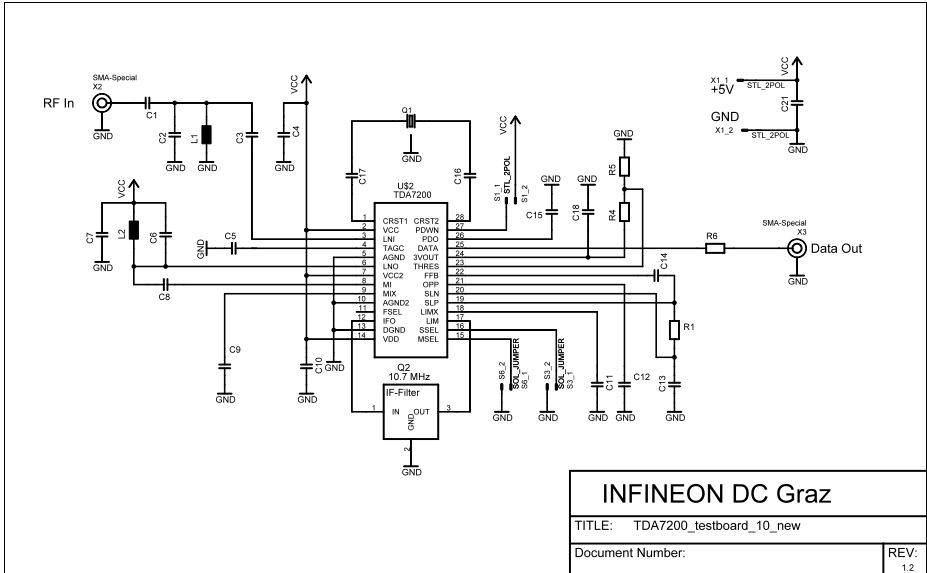 SMA-Special
X2
RF In
GND
C1
C2
GND
L1
GND
C3
VCC
C4
GND
Q1
GND
C17
C16
VCC
STL_2POL
S1_1
S1_2
GND
C15
GND
C18
GND
R5
R4
X1_1
+5V
STL_2POL
VCC
C21
GND
X1_2
STL_2POL
GND
U$2
TDA7200
VCC
C7
GND
L2
C6
GND
C5
C8
C9
GND
C10
GND
GND
1 CRST1 CRST2 28
2 VCC PDWN 27
3 LNI PDO 26
4 TAGC DATA 25
5 AGND 3VOUT 24
6 LNO THRES 23
7 VCC2 FFB 22
8 MI OPP 21
9 MIX SLN 20
10 AGND2 SLP 19
11 FSEL LIMX 18
12 IFO LIM 17
13 DGND SSEL 16
14 VDD MSEL 15
R6
SMA-Special
X3
Data Out
GND
C14
R1
C13
GND
C12
GND
C11
GND
S6_2
SOL_JUMPER
S6_1
GND
S3_2
SOL_JUMPER
S3_1
GND
Q2
10.7 MHz
IF-Filter
1 IN OUT 3
GND
2
GND
INFINEON DC Graz
TITLE: TDA7200_testboard_10_new
Document Number:
REV:
1.2